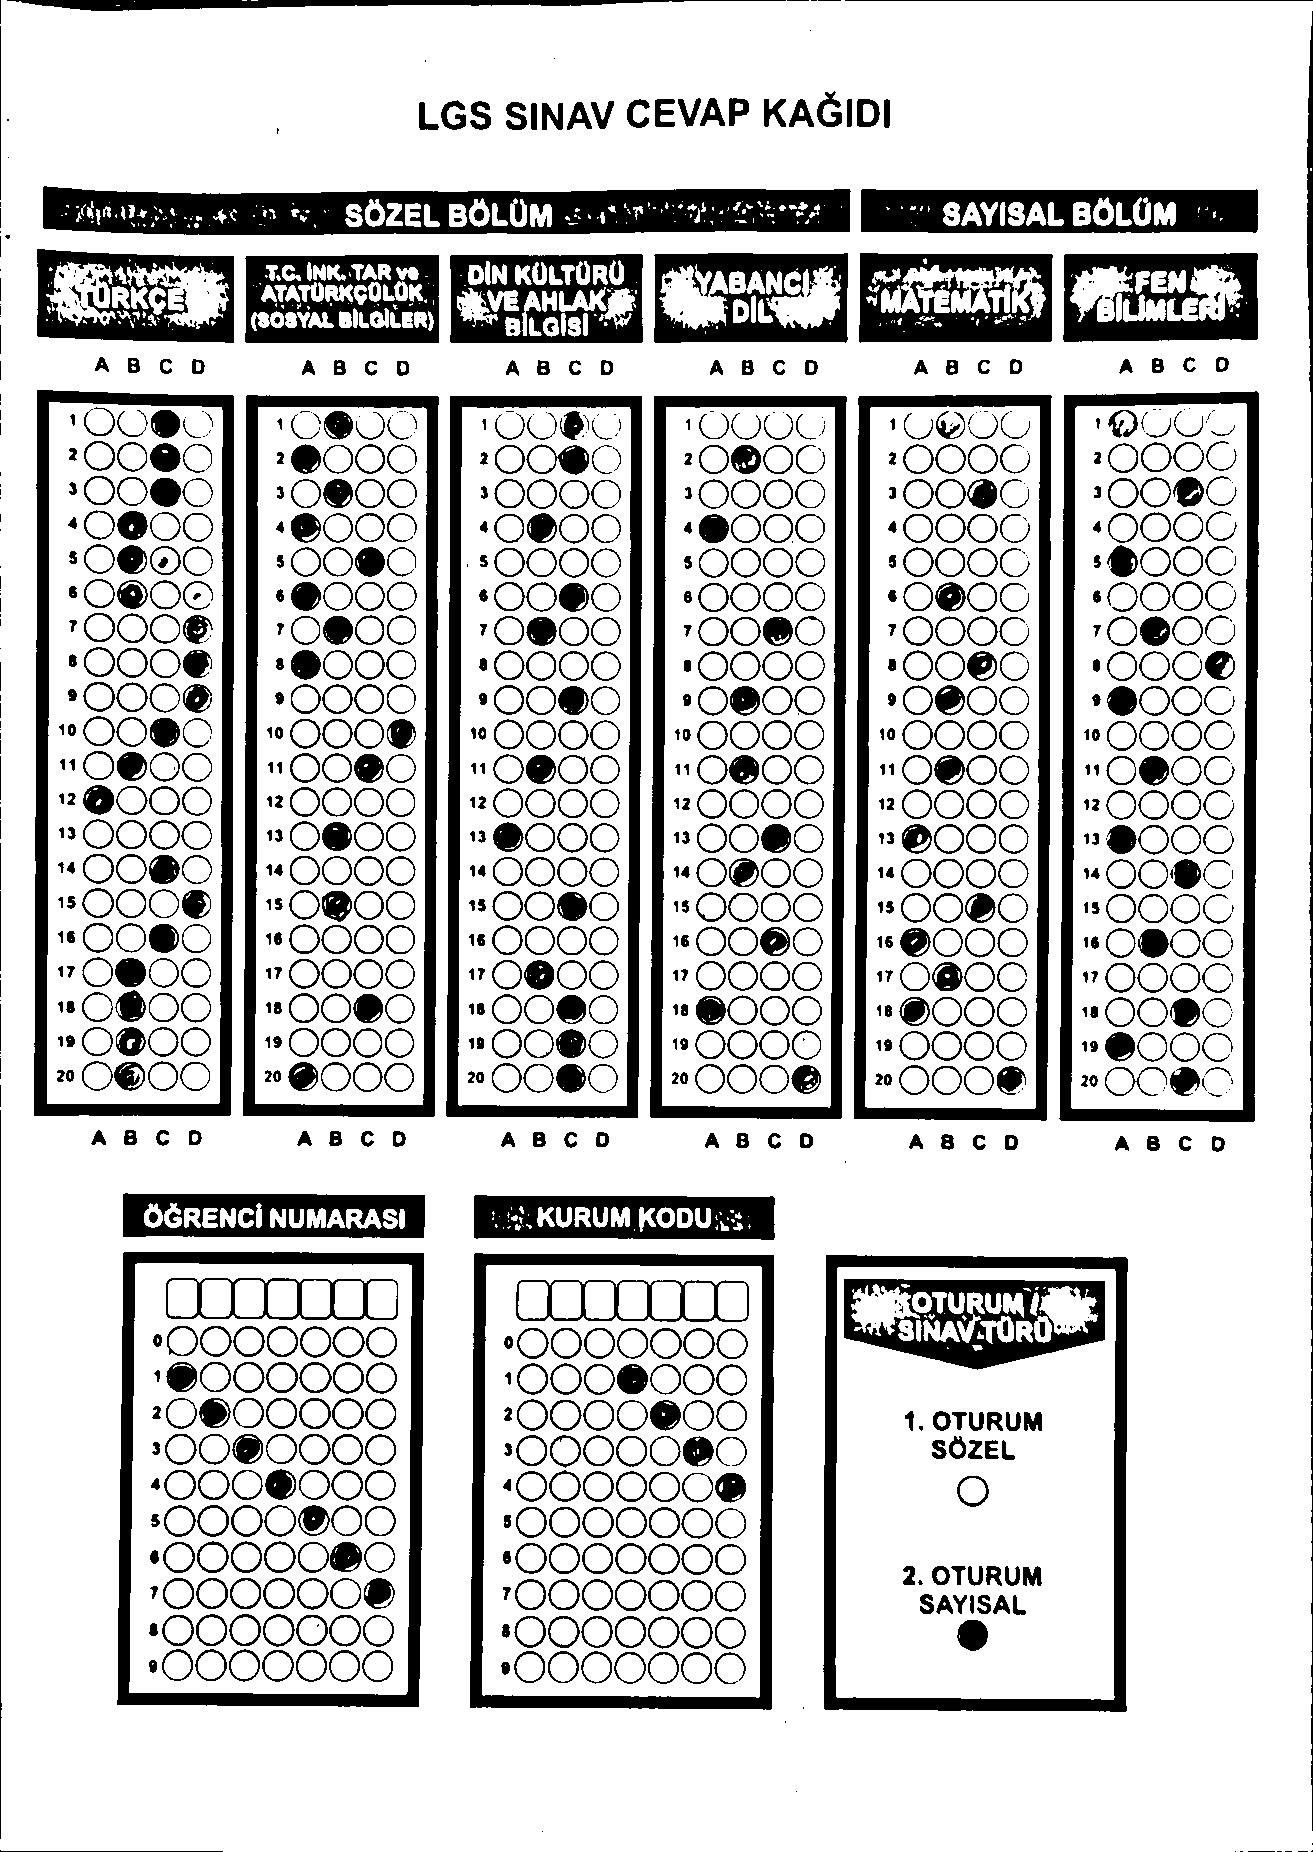 LGS SINAV CEVAP KAĞIDI
SÖZEL BÖLÜM
SAYISAL BÖLÜM
TÜRKÇE
T.C. İNK. TAR ve
ATATÜRKÇÜLÜK
(SOSYAL BİLGİLER)
DİN KÜLTÜRÜ
VE AHLAK
BİLGİSİ
YABANCI
DİL
MATEMATİK
FEN
BİLİMLERİ
A B C D A B C D A B C D A B C D A B C D A B C D
1 1 1 1 1 1
2 2 2 2 2 2
3 3 3 3 3 3
4 4 4 4 4 4
5 5 5 5 5 5
6 6 6 6 6 6
7 7 7 7 7 7
8 8 8 8 8 8
9 9 9 9 9 9
10 10 10 10 10 10
11 11 11 11 11 11
12 12 12 12 12 12
13 13 13 13 13 13
14 14 14 14 14 14
15 15 15 15 15 15
16 16 16 16 16 16
17 17 17 17 17 17
18 18 18 18 18 18
19 19 19 19 19 19
20 20 20 20 20 20
A B C D A B C D A B C D A B C D A B C D A B C D
ÖĞRENCİ NUMARASI
0
1
2
3
4
5
6
7
8
9
KURUM KODU
0
1
2
3
4
5
6
7
8
9
OTURUM /
SINAV TÜRÜ
1. OTURUM
SÖZEL
2. OTURUM
SAYISAL